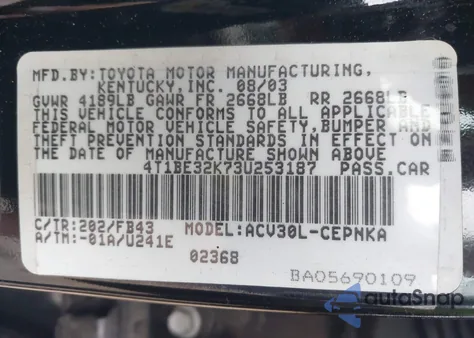 MFD.BY: TOYOTA MOTOR MANUFACTURING,
KENTUCKY, INC. 08/03
GVWR 4189LB GAWR FR 2668LB RR 2668LB
THIS VEHICLE CONFORMS TO ALL APPLICABLE
FEDERAL MOTOR VEHICLE SAFETY, BUMPER, AND
THEFT PREVENTION STANDARDS IN EFFECT ON
THE DATE OF MANUFACTURE SHOWN ABOVE
4T1BE32K73U253187 PASS.CAR
C/TR:202/FB43 MODEL:ACV30L-CEPNKA
A/TM:-01A/U241E
02368
BA05690109
autoSnap